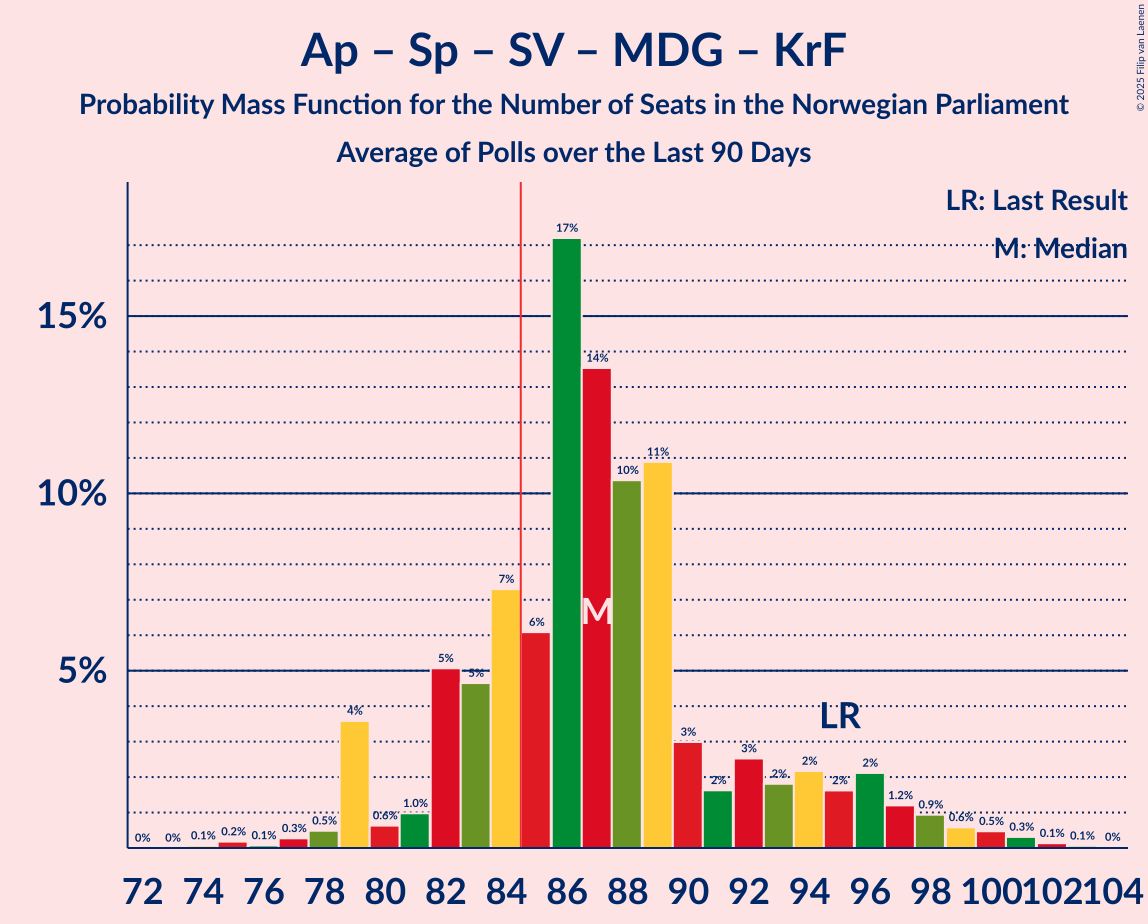 Ap – Sp – SV – MDG – KrF
Probability Mass Function for the Number of Seats in the Norwegian Parliament
Average of Polls over the Last 90 Days
© 2025 Filip van Laenen
LR: Last Result
M: Median
15%
10%
5%
0% 0% 0.1% 0.2% 0.1% 0.3% 0.5% 4% 0.6% 1.0% 5% 5% 7% 6% 17% 14% 10% 11% 3% 2% 3% 2% 2% 2% 2% 1.2% 0.9% 0.6% 0.5% 0.3% 0.1% 0.1% 0%
M
LR
72 74 76 78 80 82 84 86 88 90 92 94 96 98 100 102 104